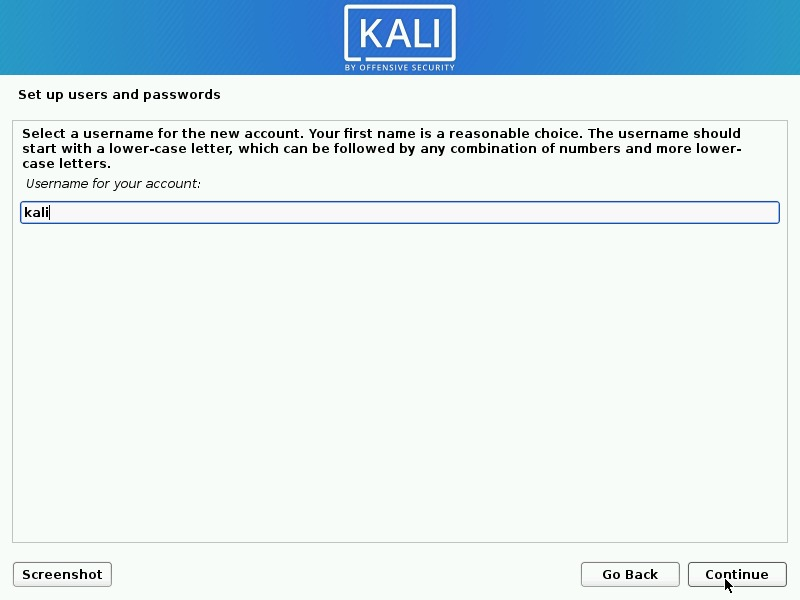 KALI
BY OFFENSIVE SECURITY
Set up users and passwords
Select a username for the new account. Your first name is a reasonable choice. The username should
start with a lower-case letter, which can be followed by any combination of numbers and more lower-
case letters.
Username for your account:
kali
Screenshot
Go Back
Continue